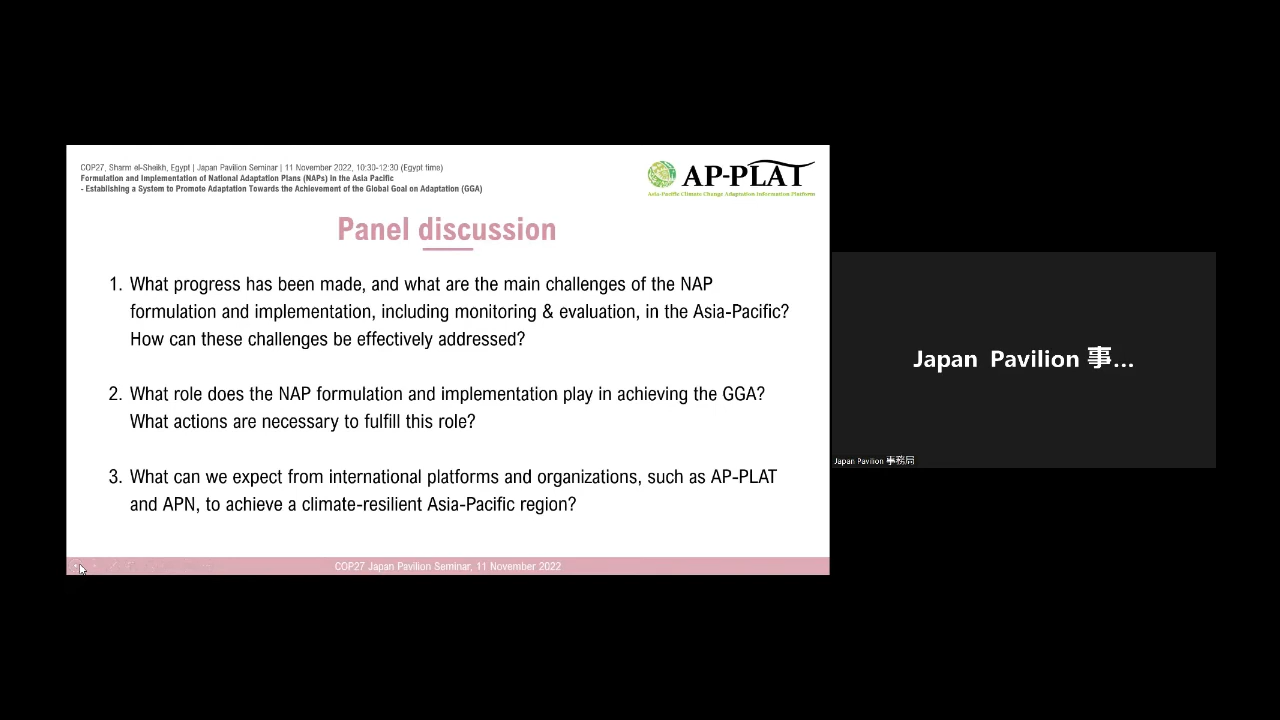 COP27, Sharm el-Sheikh, Egypt | Japan Pavilion Seminar | 11 November 2022, 10:30-12:30 (Egypt time)
Formulation and Implementation of National Adaptation Plans (NAPs) in the Asia Pacific
- Establishing a System to Promote Adaptation Towards the Achievement of the Global Goal on Adaptation (GGA)
AP-PLAT
Asia-Pacific Climate Change Adaptation Information Platform
Panel discussion
1. What progress has been made, and what are the main challenges of the NAP
formulation and implementation, including monitoring & evaluation, in the Asia-Pacific?
How can these challenges be effectively addressed?
2. What role does the NAP formulation and implementation play in achieving the GGA?
What actions are necessary to fulfill this role?
3. What can we expect from international platforms and organizations, such as AP-PLAT
and APN, to achieve a climate-resilient Asia-Pacific region?
COP27 Japan Pavilion Seminar, 11 November 2022
Japan Pavilion 事...
Japan Pavilion 事務局